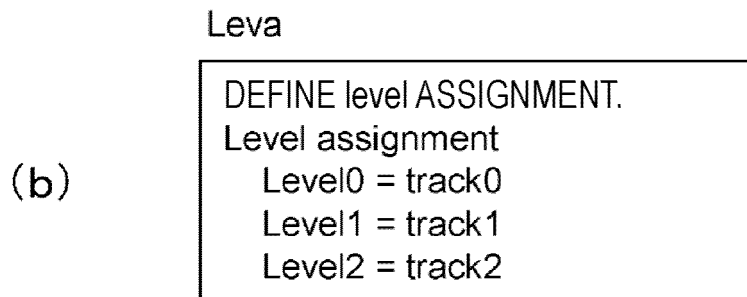 Leva
DEFINE level ASSIGNMENT.
(b)
Level assignment
Level0 = track0
Level1 = track1
Level2 = track2